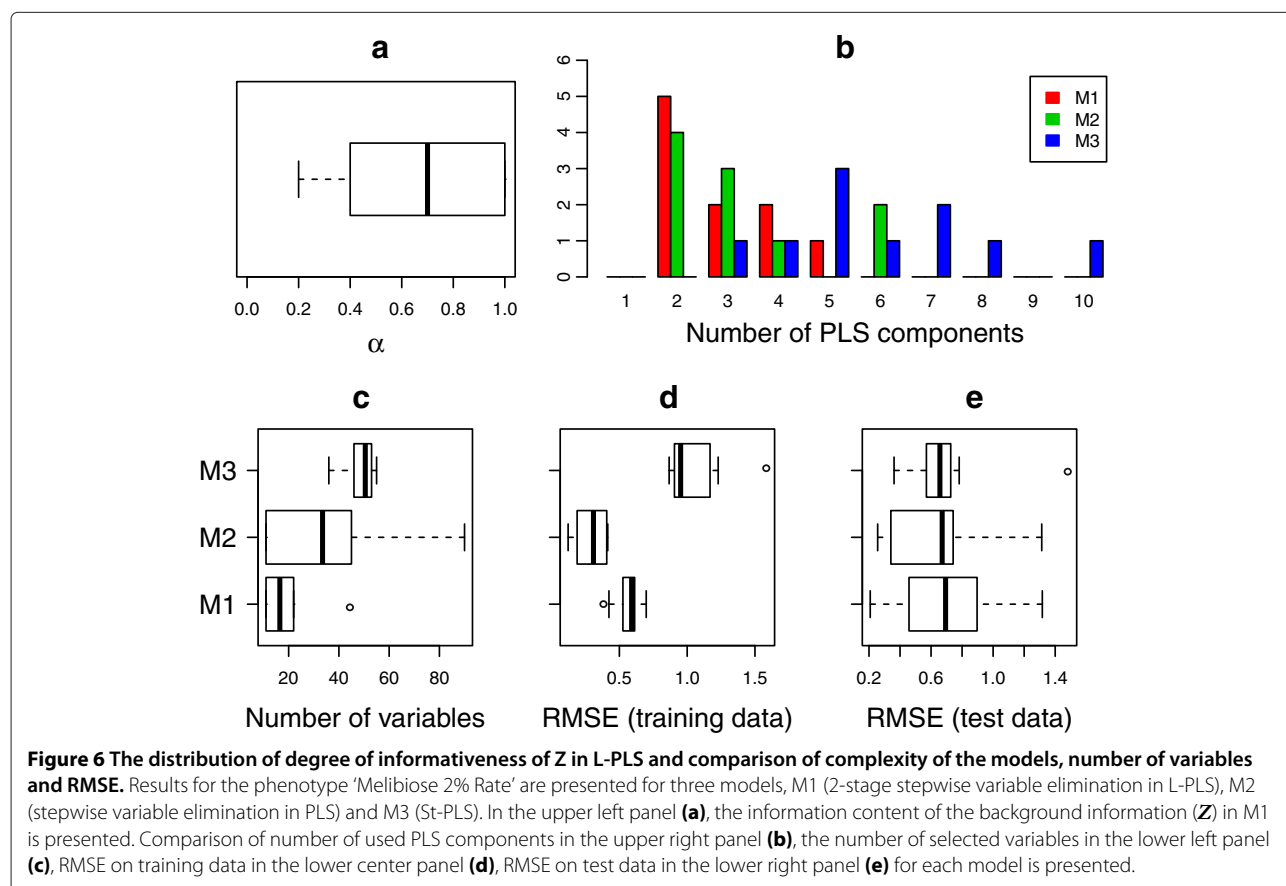 a
0.0 0.2 0.4 0.6 0.8 1.0
α
b
6
5
4
3
2
1
0
M1
M2
M3
1 2 3 4 5 6 7 8 9 10
Number of PLS components
c
M3
M2
M1
20 40 60 80
Number of variables
d
0.5 1.0 1.5
RMSE (training data)
e
0.2 0.6 1.0 1.4
RMSE (test data)
Figure 6 The distribution of degree of informativeness of Z in L-PLS and comparison of complexity of the models, number of variables
and RMSE. Results for the phenotype ‘Melibiose 2% Rate’ are presented for three models, M1 (2-stage stepwise variable elimination in L-PLS), M2
(stepwise variable elimination in PLS) and M3 (St-PLS). In the upper left panel (a), the information content of the background information (Z) in M1
is presented. Comparison of number of used PLS components in the upper right panel (b), the number of selected variables in the lower left panel
(c), RMSE on training data in the lower center panel (d), RMSE on test data in the lower right panel (e) for each model is presented.